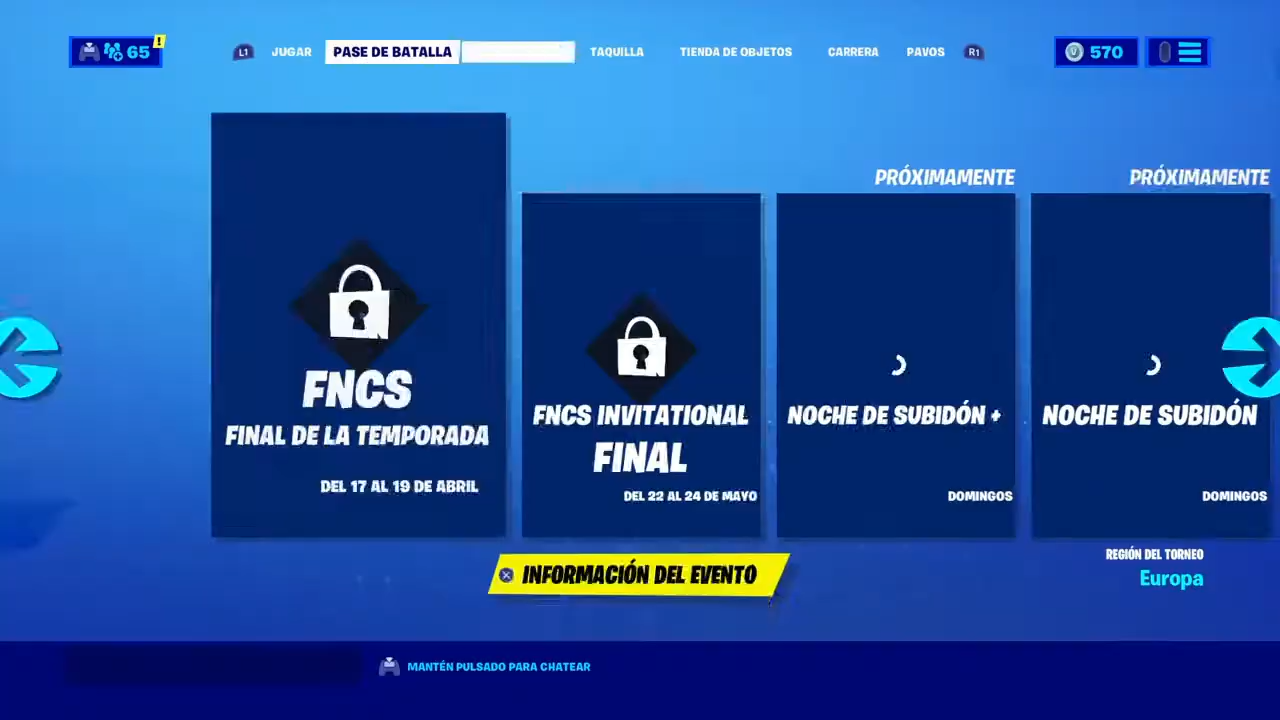 65
!
L1
JUGAR
PASE DE BATALLA
TAQUILLA
TIENDA DE OBJETOS
CARRERA
PAVOS
R1
570
PRÓXIMAMENTE
PRÓXIMAMENTE
FNCS
FINAL DE LA TEMPORADA
DEL 17 AL 19 DE ABRIL
FNCS INVITATIONAL
FINAL
DEL 22 AL 24 DE MAYO
NOCHE DE SUBIDÓN +
DOMINGOS
NOCHE DE SUBIDÓN
DOMINGOS
INFORMACIÓN DEL EVENTO
REGIÓN DEL TORNEO
Europa
MANTÉN PULSADO PARA CHATEAR